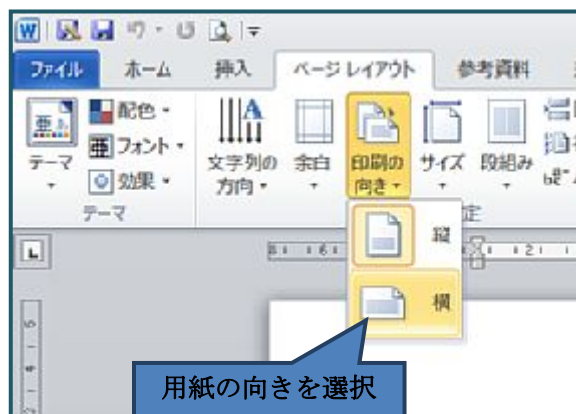 W
ファイル ホーム 挿入 ページ レイアウト 参考資料
亜
配色
亜 フォント
効果
テーマ
文字列の
方向
余白
印刷の
向き
サイズ
段組み
テーマ
定
縦
横
用紙の向きを選択